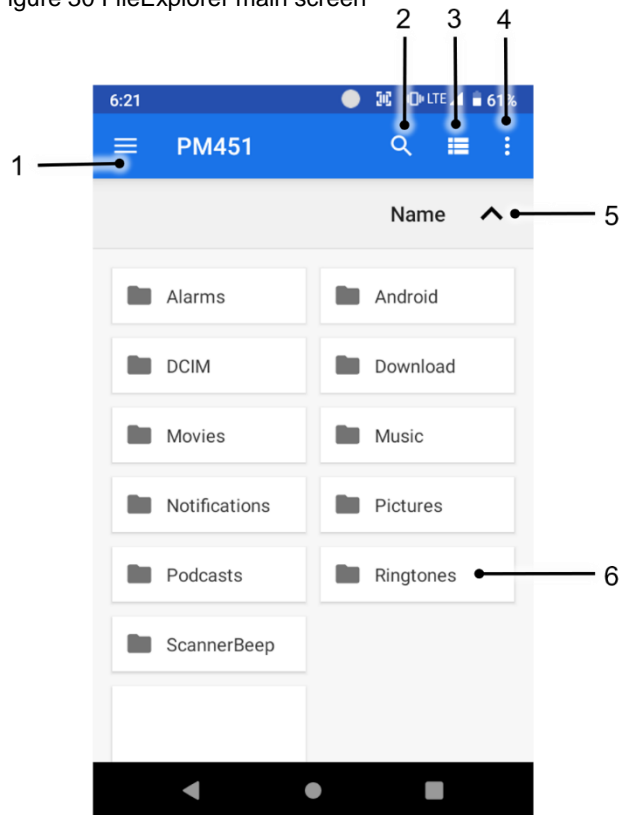 igure 30 FileExplorer main screen
2 3 4
6:21 LTE 61%
1 PM451
Name 5
Alarms Android
DCIM Download
Movies Music
Notifications Pictures
Podcasts Ringtones 6
ScannerBeep